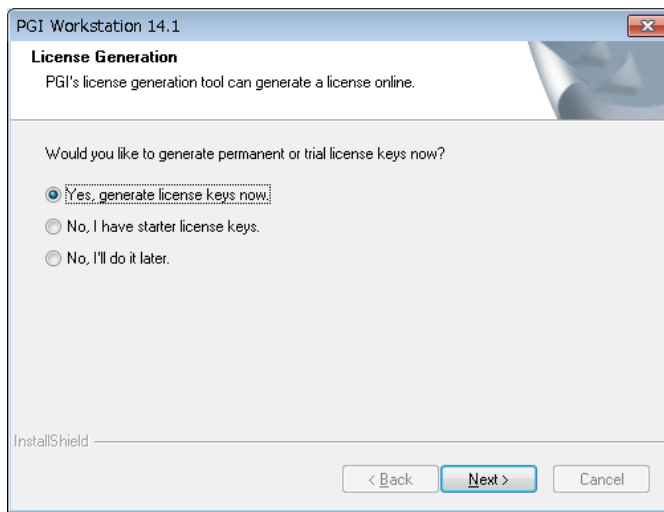 PGI Workstation 14.1
License Generation
PGI's license generation tool can generate a license online.
Would you like to generate permanent or trial license keys now?
Yes, generate license keys now.
No, I have starter license keys.
No, I'll do it later.
InstallShield
< Back
Next >
Cancel